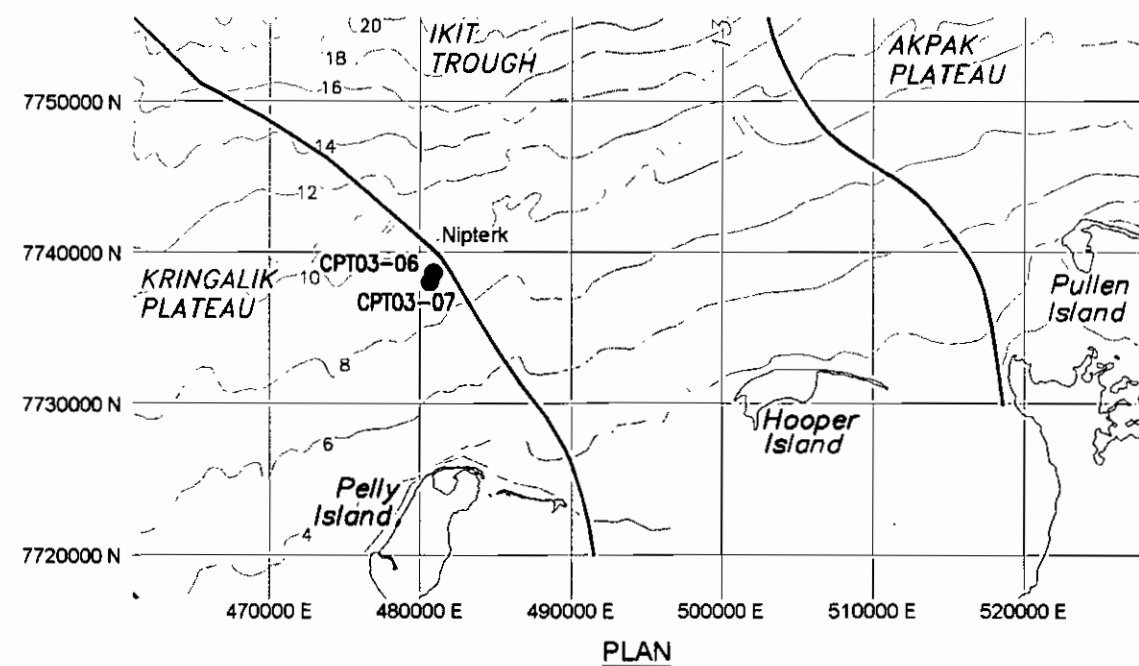 20
IKIT
TROUGH
13
AKPAK
PLATEAU
18
16
7750000 N
14
12
Nipterk
7740000 N
CPT03-06
10
KRINGALIK
PLATEAU
CPT03-07
Pullen
Island
8
7730000 N
Hooper
Island
6
Pelly
Island
4
7720000 N
470000 E
480000 E
490000 E
500000 E
510000 E
520000 E
PLAN